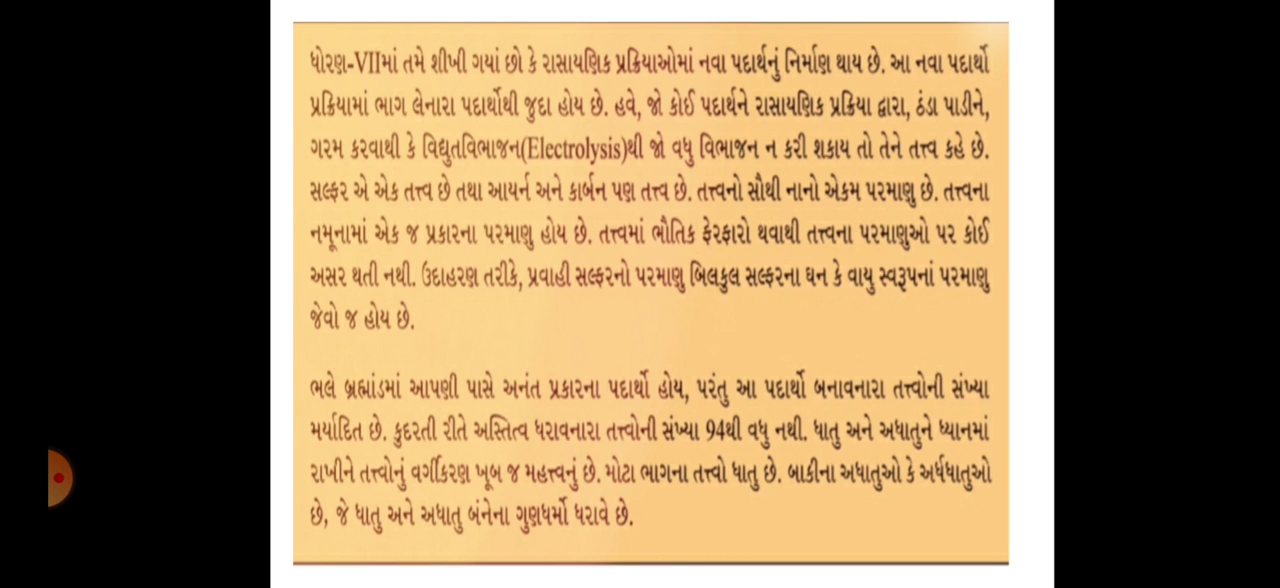 ધોરણ-VIIમાં તમે શીખી ગયાં છો કે રાસાયણિક પ્રક્રિયાઓમાં નવા પદાર્થનું નિર્માણ થાય છે. આ નવા પદાર્થો
પ્રક્રિયામાં ભાગ લેનારા પદાર્થોથી જુદા હોય છે. હવે, જો કોઈ પદાર્થને રાસાયણિક પ્રક્રિયા દ્વારા, ઠંડા પાડીને,
ગરમ કરવાથી કે વિદ્યુતવિભાજન(Electrolysis)થી જો વધુ વિભાજન ન કરી શકાય તો તેને તત્ત્વ કહે છે.
સલ્ફર એ એક તત્ત્વ છે તથા આયર્ન અને કાર્બન પણ તત્ત્વ છે. તત્ત્વનો સૌથી નાનો એકમ પરમાણુ છે. તત્ત્વના
નમૂનામાં એક જ પ્રકારના પરમાણુ હોય છે. તત્ત્વમાં ભૌતિક ફેરફારો થવાથી તત્ત્વના પરમાણુઓ પર કોઈ
અસર થતી નથી. ઉદાહરણ તરીકે, પ્રવાહી સલ્ફરનો પરમાણુ બિલકુલ સલ્ફરના ઘન કે વાયુ સ્વરૂપનાં પરમાણુ
જેવો જ હોય છે.
ભલે બ્રહ્માંડમાં આપણી પાસે અનંત પ્રકારના પદાર્થો હોય, પરંતુ આ પદાર્થો બનાવનારા તત્ત્વોની સંખ્યા
મર્યાદિત છે. કુદરતી રીતે અસ્તિત્વ ધરાવનારા તત્ત્વોની સંખ્યા 94થી વધુ નથી. ધાતુ અને અધાતુને ધ્યાનમાં
રાખીને તત્ત્વોનું વર્ગીકરણ ખૂબ જ મહત્ત્વનું છે. મોટા ભાગના તત્ત્વો ધાતુ છે. બાકીના અધાતુઓ કે અર્ધધાતુઓ
છે, જે ધાતુ અને અધાતુ બંનેના ગુણધર્મો ધરાવે છે.